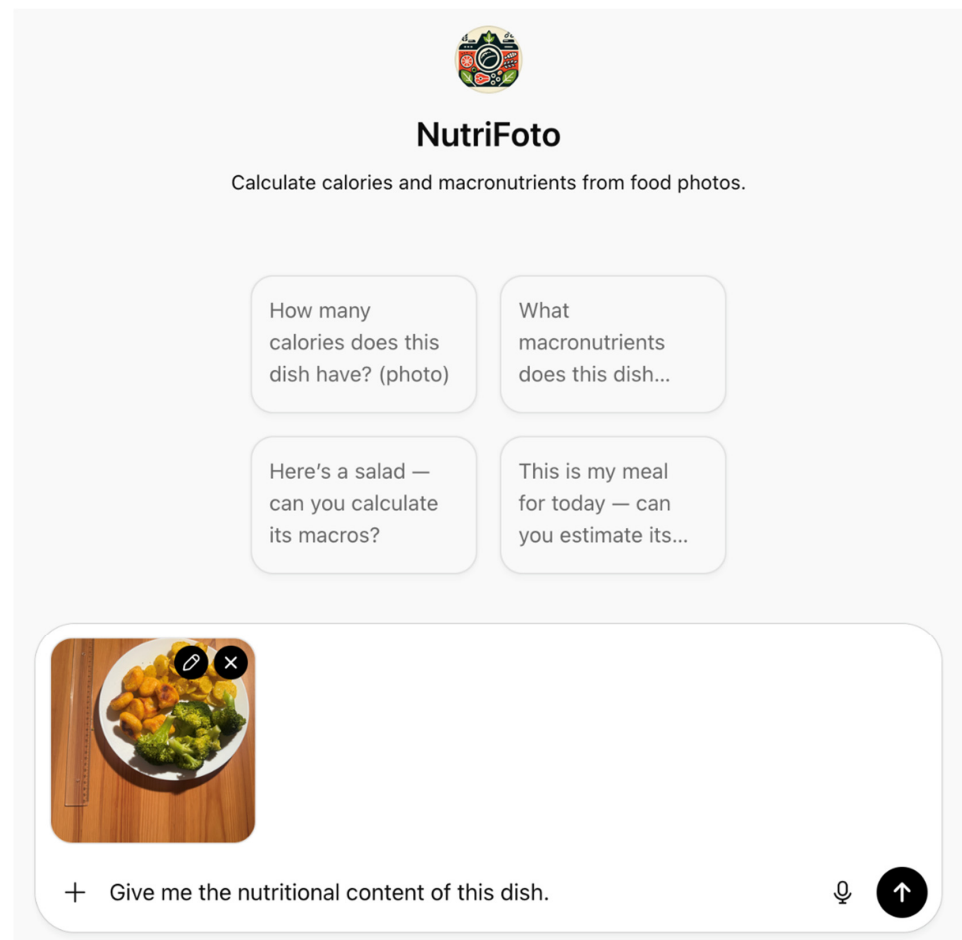 NutriFoto
Calculate calories and macronutrients from food photos.
How many
calories does this
dish have? (photo)
What
macronutrients
does this dish...
Here's a salad —
can you calculate
its macros?
This is my meal
for today — can
you estimate its...
Give me the nutritional content of this dish.